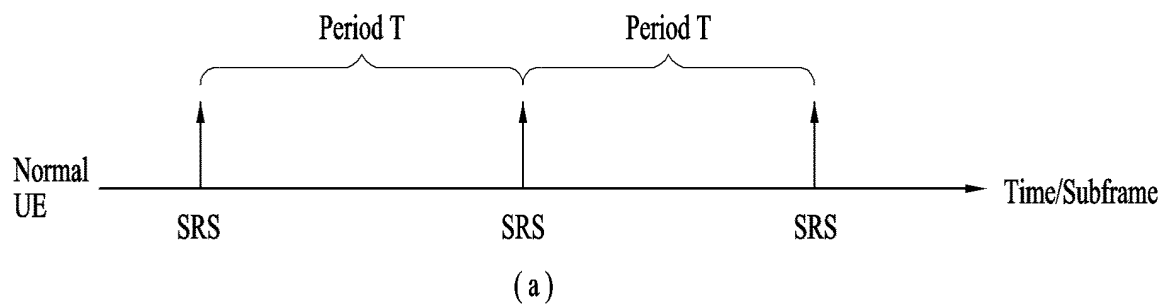 Period T
Period T
Normal
UE
Time/Subframe
SRS
SRS
SRS
(a)